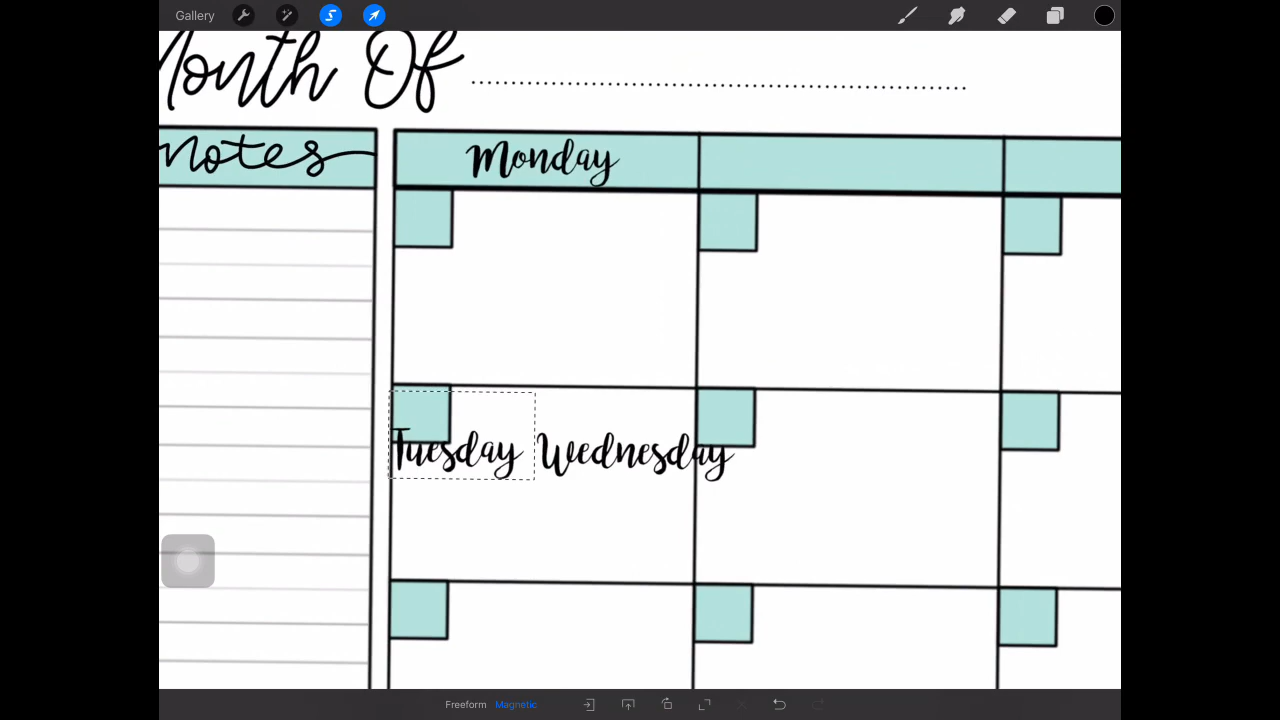 Gallery
Month Of
notes
Monday
Tuesday Wednesday
Freeform Magnetic